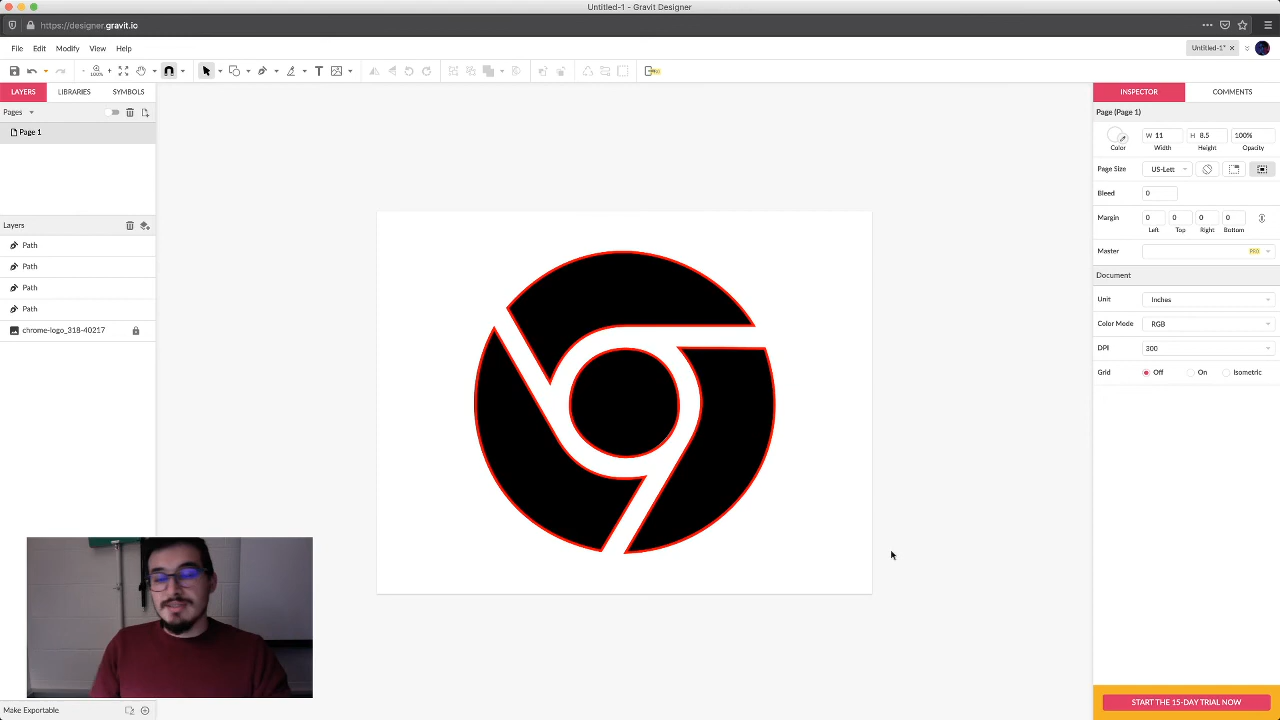 Untitled-1 - Gravit Designer
https://designer.gravit.io
File Edit Modify View Help
Untitled-1*
100%
PRO
LAYERS LIBRARIES SYMBOLS
Pages
Page 1
Layers
Path
Path
Path
Path
chrome-logo_318-40217
Make Exportable
INSPECTOR COMMENTS
Page (Page 1)
W 11 H 8.5 100%
Color Width Height Opacity
Page Size US-Lett
Bleed 0
Margin 0 0 0 0
Left Top Right Bottom
Master PRO
Document
Unit Inches
Color Mode RGB
DPI 300
Grid Off On Isometric
START THE 15-DAY TRIAL NOW